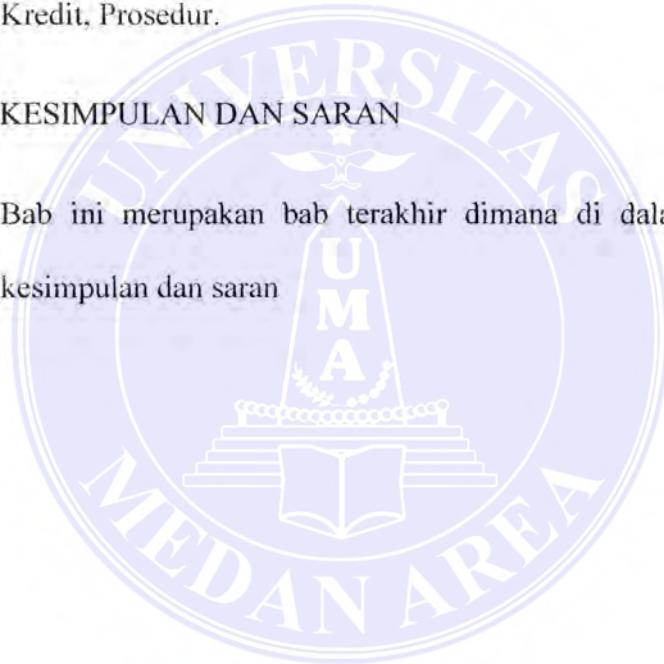 Kredit, Prosedur.
KESIMPULAN DAN SARAN
Bab ini merupakan bab terakhir dimana di dala
kesimpulan dan saran
UNIVERSITAS
UMA
MEDAN AREA